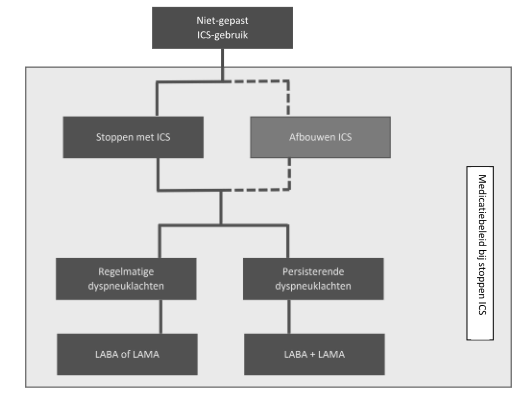 Niet-gepast
ICS-gebruik
Stoppen met ICS
Afbouwen ICS
Regelmatige
dyspneuklachten
Persisterende
dyspneuklachten
LABA of LAMA
LABA + LAMA
Medicatiebeleid bij stoppen ICS